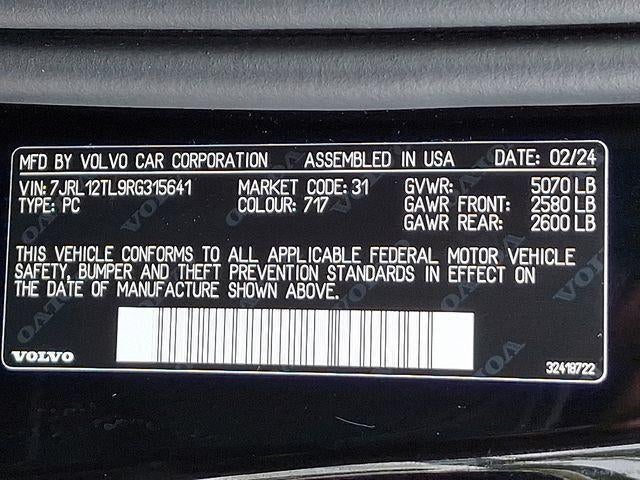 MFD BY VOLVO CAR CORPORATION ASSEMBLED IN USA DATE: 02/24
VIN: 7JRL12TL9RG315641 MARKET CODE: 31 GVWR: 5070 LB
TYPE: PC COLOUR: 717 GAWR FRONT: 2580 LB
GAWR REAR: 2600 LB
THIS VEHICLE CONFORMS TO ALL APPLICABLE FEDERAL MOTOR VEHICLE
SAFETY, BUMPER AND THEFT PREVENTION STANDARDS IN EFFECT ON
THE DATE OF MANUFACTURE SHOWN ABOVE.
VOLVO 32418722